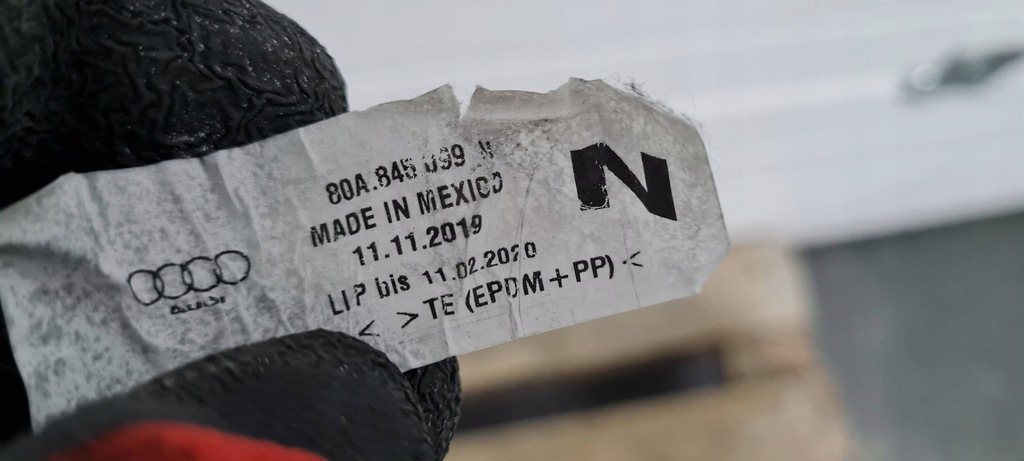 80A.845 099 N
MADE IN MEXICO
11.11.2019
LIP bis 11.02.2020
< >TE (EPDM+PP)<
N
Audi